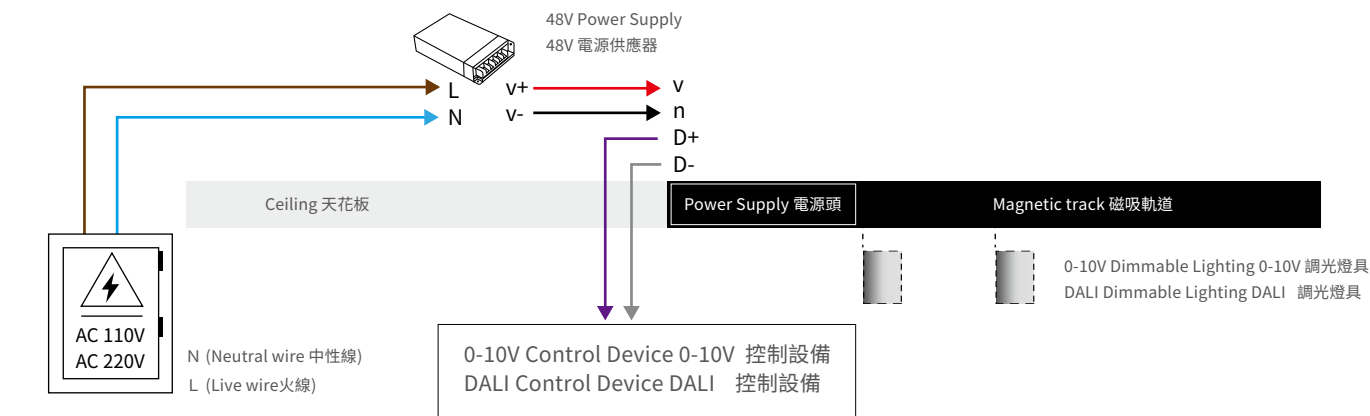 48V Power Supply
48V 電源供應器
L
v+
v
N
v-
n
D+
D-
Ceiling 天花板
Power Supply 電源頭
Magnetic track 磁吸軌道
0-10V Dimmable Lighting 0-10V 調光燈具
DALI Dimmable Lighting DALI 調光燈具
AC 110V
AC 220V
N (Neutral wire 中性線)
L (Live wire火線)
0-10V Control Device 0-10V 控制設備
DALI Control Device DALI 控制設備